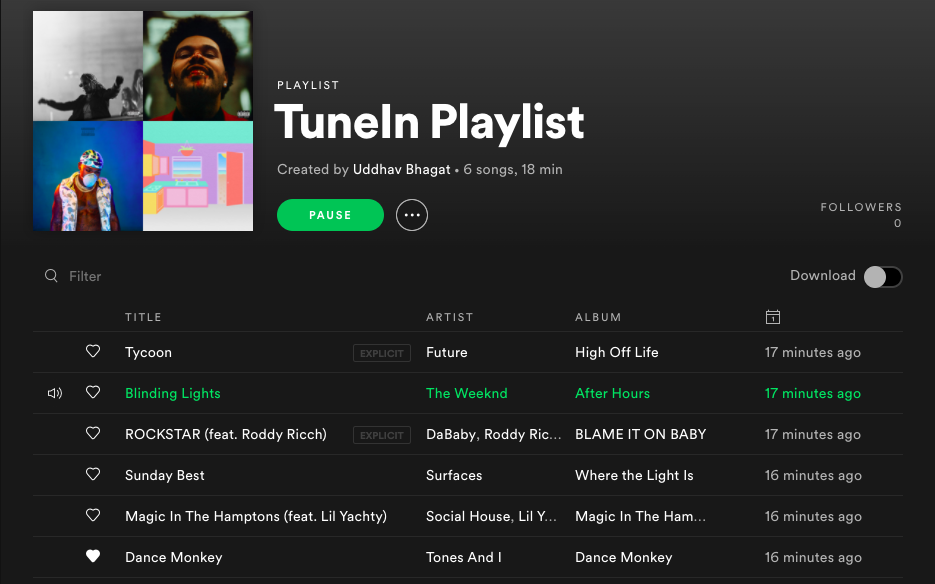 PLAYLIST
TuneIn Playlist
Created by Uddhav Bhagat • 6 songs, 18 min
PAUSE
FOLLOWERS
0
Filter
Download
TITLE ARTIST ALBUM
Tycoon EXPLICIT Future High Off Life 17 minutes ago
Blinding Lights The Weeknd After Hours 17 minutes ago
ROCKSTAR (feat. Roddy Ricch) EXPLICIT DaBaby, Roddy Ric... BLAME IT ON BABY 17 minutes ago
Sunday Best Surfaces Where the Light Is 16 minutes ago
Magic In The Hamptons (feat. Lil Yachty) Social House, Lil Y... Magic In The Ham... 16 minutes ago
Dance Monkey Tones And I Dance Monkey 16 minutes ago